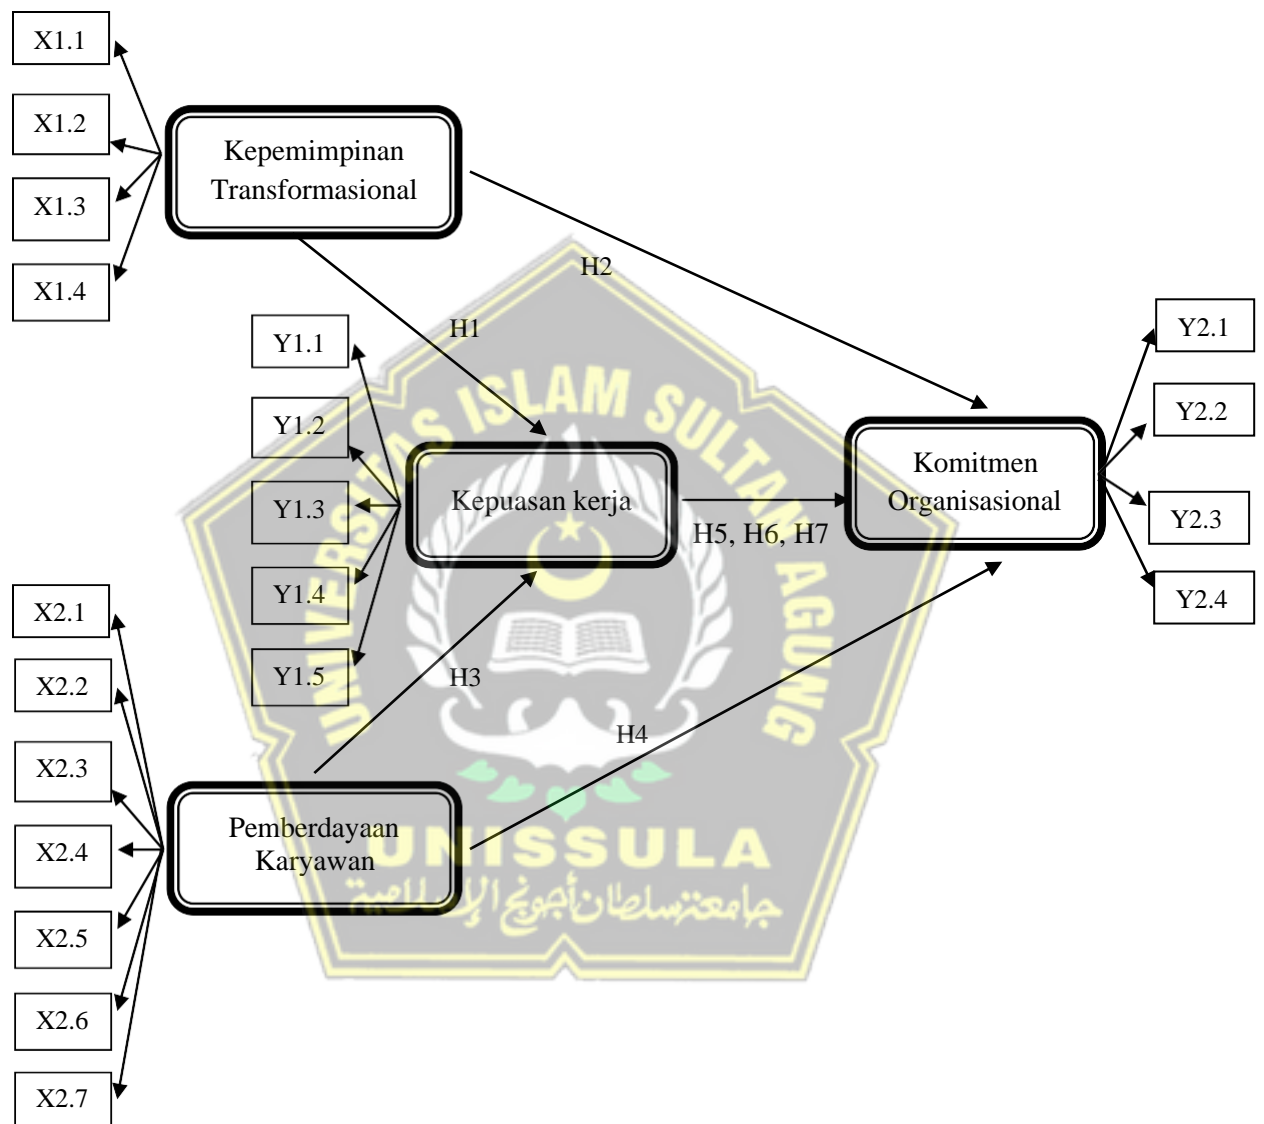 X1.1
X1.2
X1.3
X1.4
Kepemimpinan
Transformasional
H2
H1
Y1.1
Y1.2
Y1.3
Y1.4
Y1.5
Kepuasan kerja
H5, H6, H7
Komitmen
Organisasional
Y2.1
Y2.2
Y2.3
Y2.4
X2.1
X2.2
X2.3
X2.4
X2.5
X2.6
X2.7
H3
H4
Pemberdayaan
Karyawan
UNIVERSITAS ISLAM SULTAN AGUNG
UNISSULA
جامعة سلطان أجونج الإسلامية